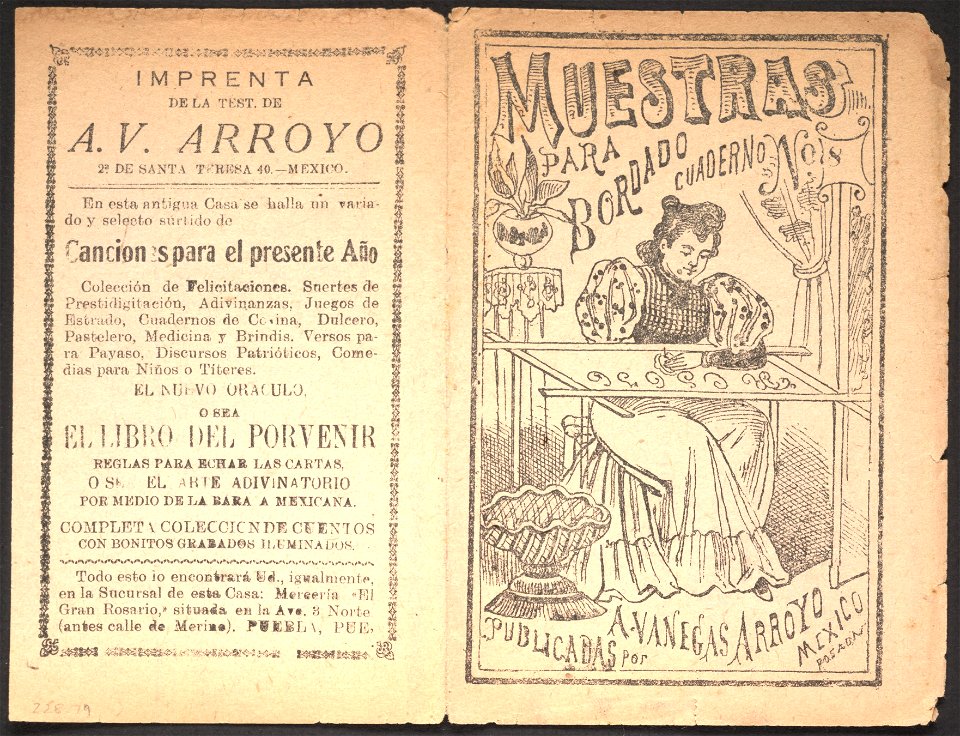 IMPRENTA
DE LA TEST. DE
A. V. ARROYO
2ª DE SANTA TERESA 40.—MEXICO.
En esta antigua Casa se halla un varia-
do y selecto surtido de
Canciones para el presente Año
Colección de Felicitaciones. Suertes de
Prestidigitación, Adivinanzas, Juegos de
Estrado, Cuadernos de Cocina, Dulcero,
Pastelero, Medicina y Brindis. Versos pa-
ra Payaso, Discursos Patrióticos, Come-
dias para Niños o Títeres.
EL NUEVO ORACULO,
O SEA
EL LIBRO DEL PORVENIR
REGLAS PARA ECHAR LAS CARTAS,
O SEA EL ARTE ADIVINATORIO
POR MEDIO DE LA BARAJA MEXICANA.
COMPLETA COLECCION DE CUENTOS
CON BONITOS GRABADOS ILUMINADOS.
Todo esto lo encontrará Ud., igualmente,
en la Sucursal de esta Casa: Mercería "El
Gran Rosario," situada en la Ave. 3 Norte
(antes calle de Merino). PUEBLA, PUE.
MUESTRAS
PARA
BORDADO
CUADERNO Nº
PUBLICADAS por A. VANEGAS ARROYO
MEXICO
POSADA